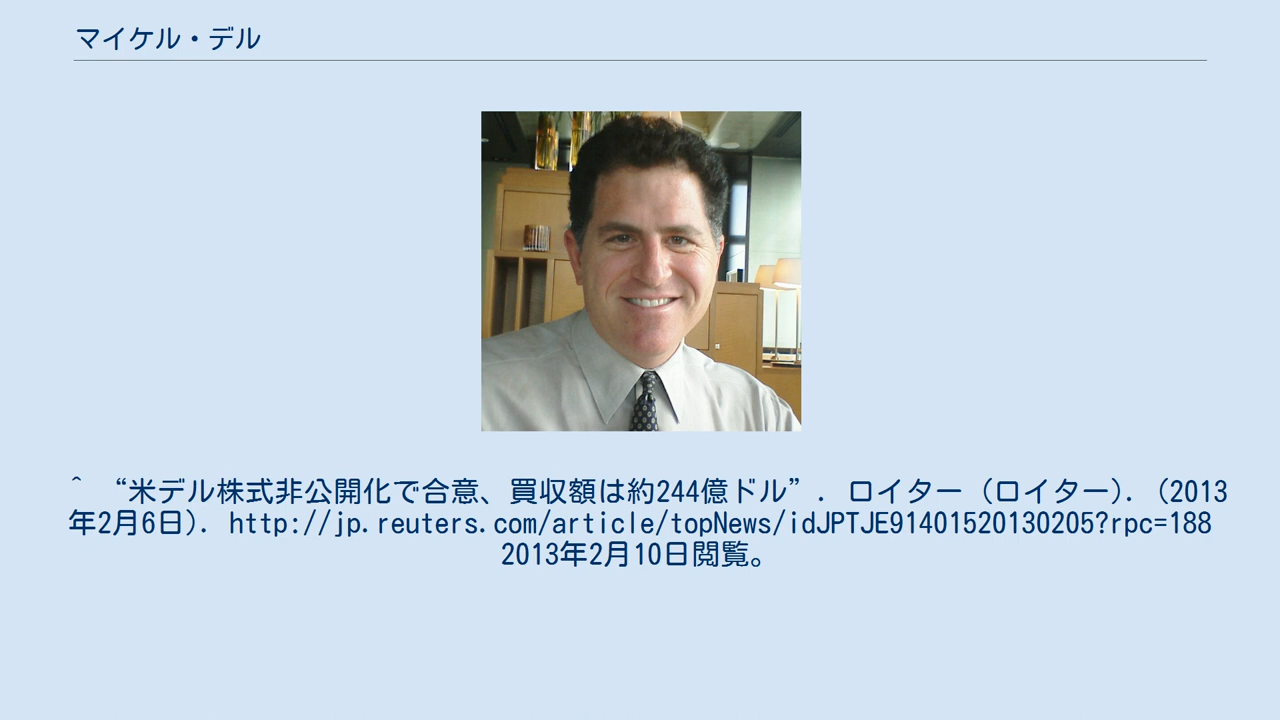 マイケル・デル
^ “米デル株式非公開化で合意、買収額は約244億ドル”. ロイター (ロイター). (2013
年2月6日). http://jp.reuters.com/article/topNews/idJPTJE91401520130205?rpc=188
2013年2月10日閲覧。